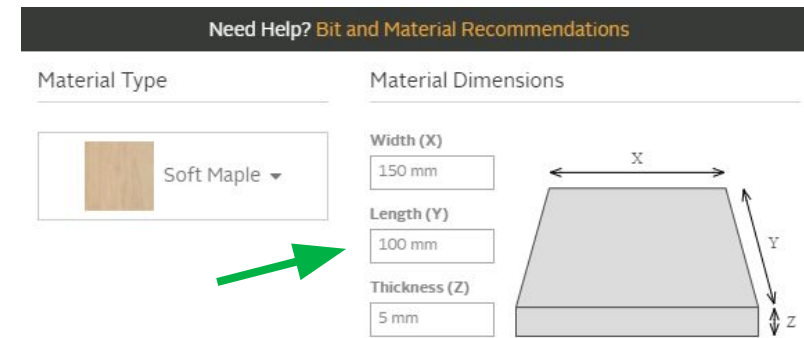 Need Help? Bit and Material Recommendations
Material Type
Soft Maple
Material Dimensions
Width (X)
150 mm
Length (Y)
100 mm
Thickness (Z)
5 mm
X
Y
Z